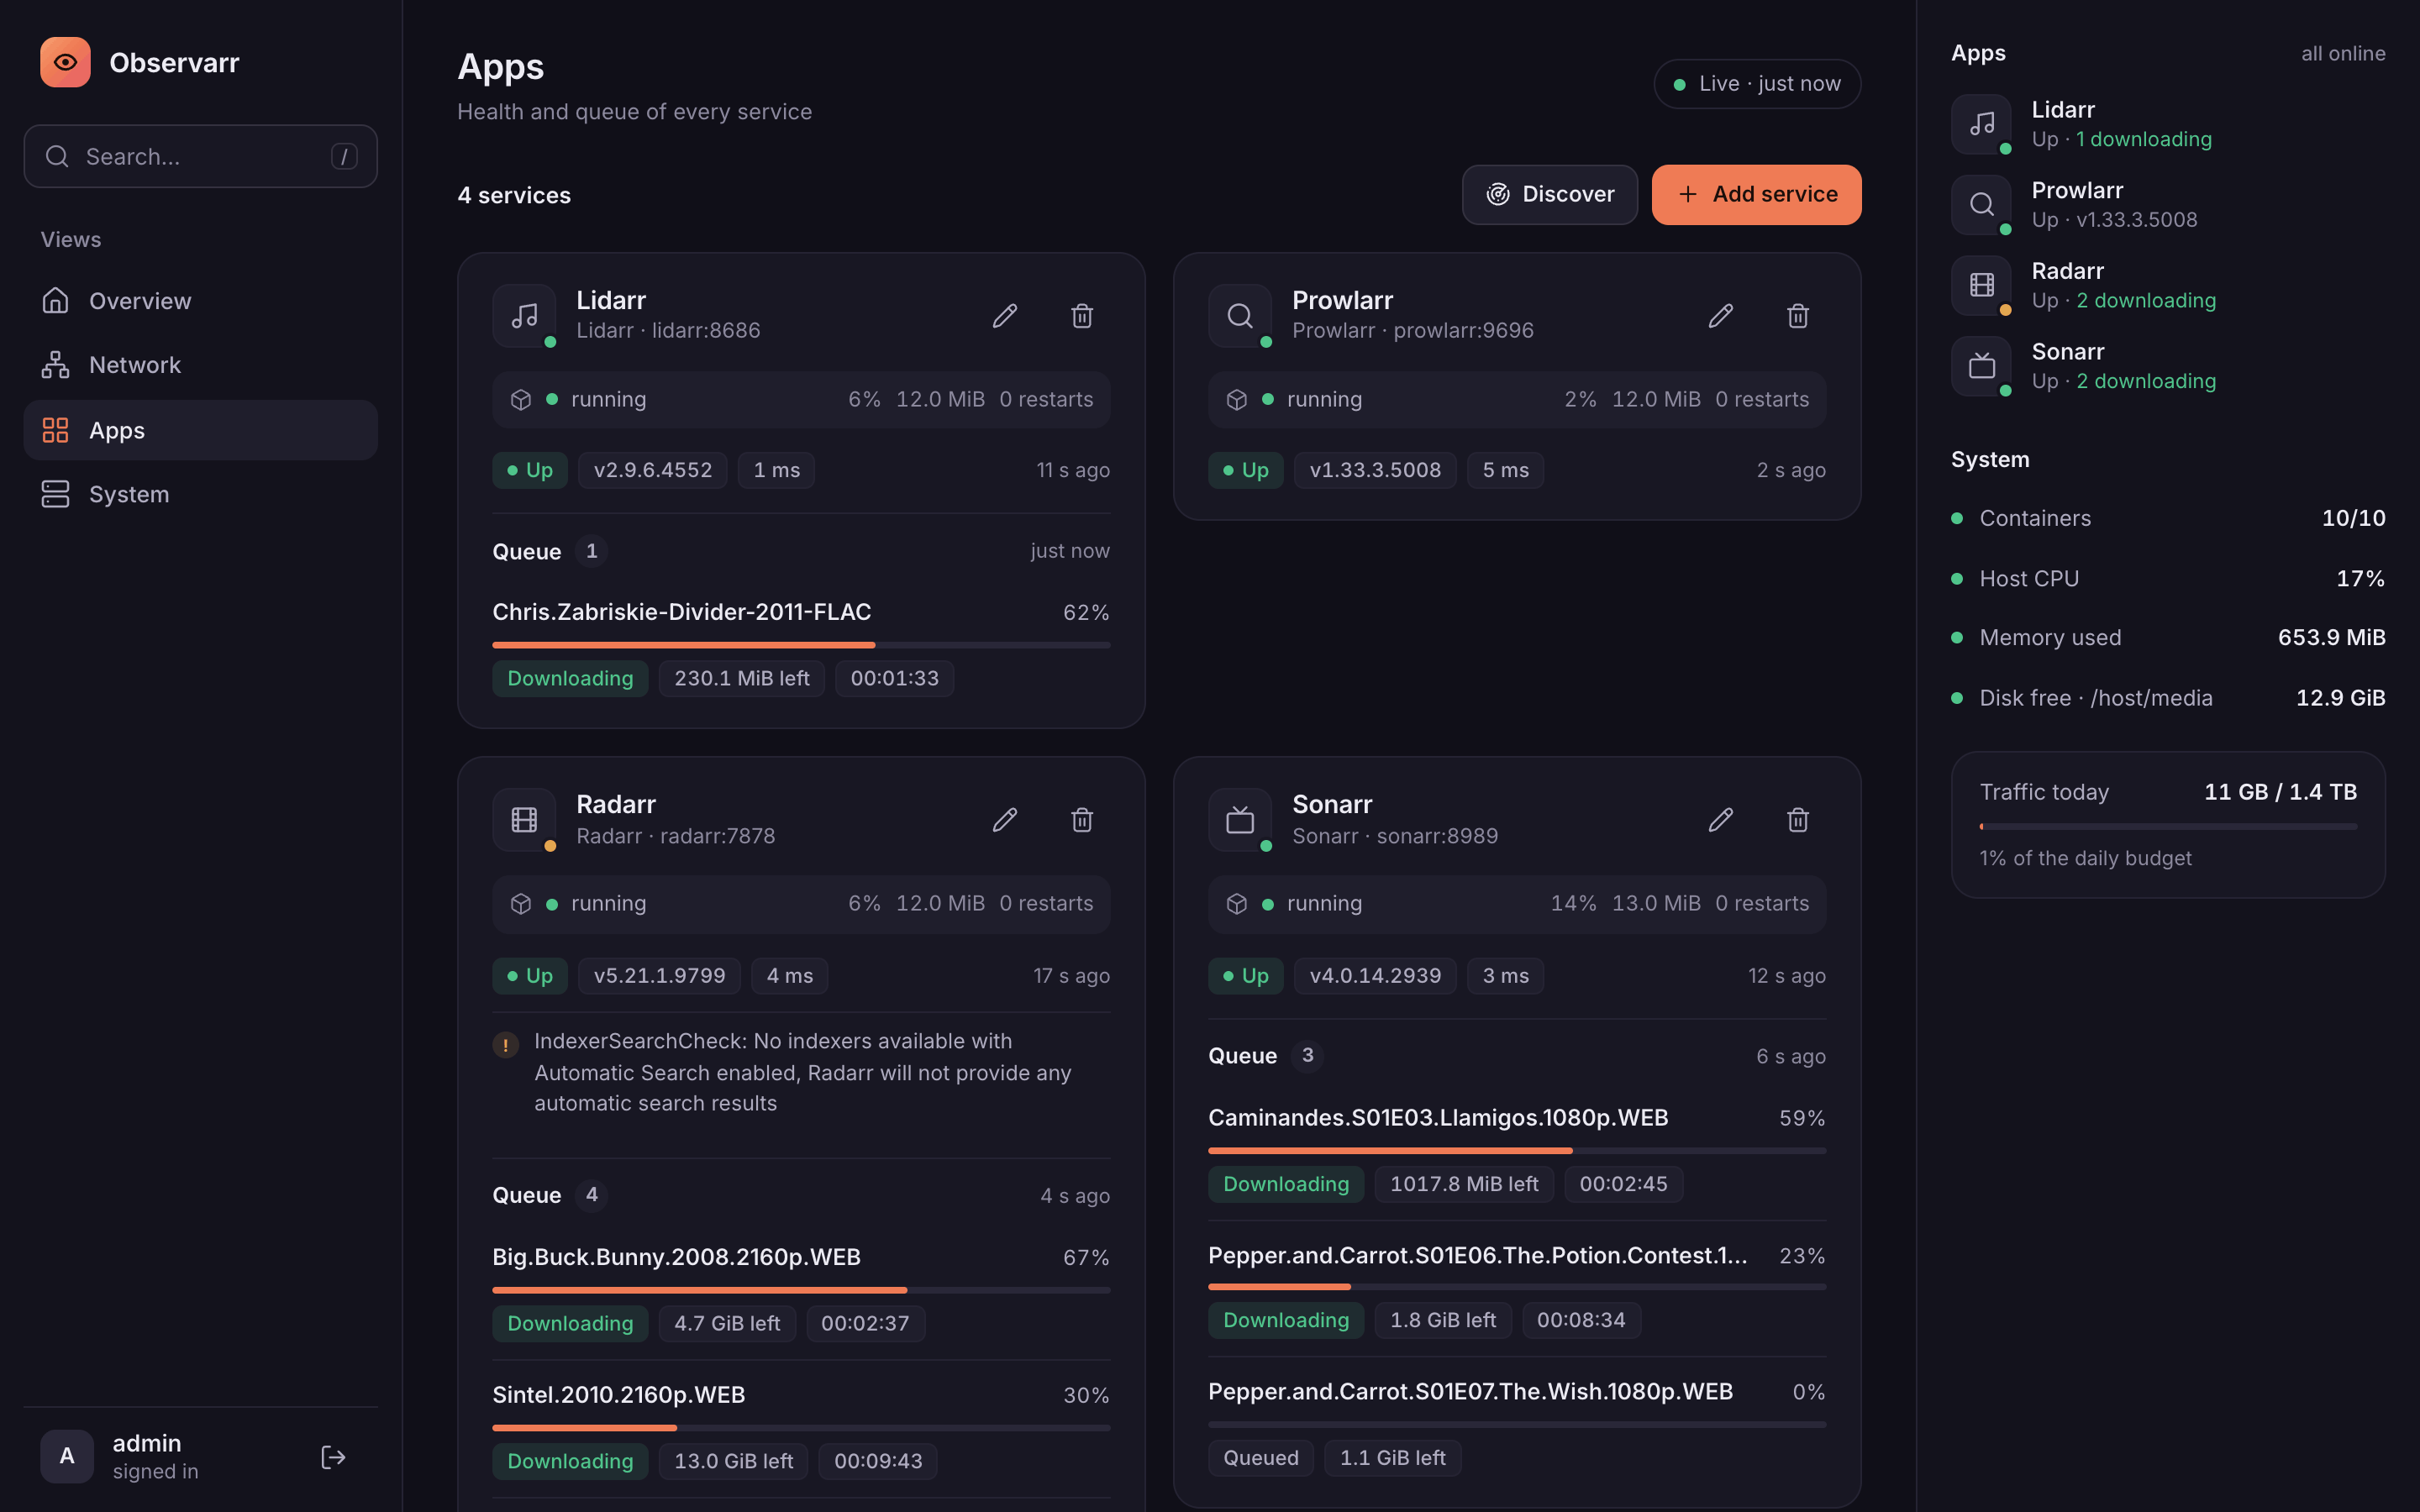 Observarr
Search...
/
Views
Overview
Network
Apps
System
A
admin
signed in
Apps
Health and queue of every service
Live · just now
4 services
Discover
Add service
Lidarr
Lidarr · lidarr:8686
running
6% 12.0 MiB 0 restarts
Up
v2.9.6.4552
1 ms
11 s ago
Queue
1
just now
Chris.Zabriskie-Divider-2011-FLAC
62%
Downloading
230.1 MiB left
00:01:33
Prowlarr
Prowlarr · prowlarr:9696
running
2% 12.0 MiB 0 restarts
Up
v1.33.3.5008
5 ms
2 s ago
Radarr
Radarr · radarr:7878
running
6% 12.0 MiB 0 restarts
Up
v5.21.1.9799
4 ms
17 s ago
!
IndexerSearchCheck: No indexers available with
Automatic Search enabled, Radarr will not provide any
automatic search results
Queue
4
4 s ago
Big.Buck.Bunny.2008.2160p.WEB
67%
Downloading
4.7 GiB left
00:02:37
Sintel.2010.2160p.WEB
30%
Downloading
13.0 GiB left
00:09:43
Sonarr
Sonarr · sonarr:8989
running
14% 13.0 MiB 0 restarts
Up
v4.0.14.2939
3 ms
12 s ago
Queue
3
6 s ago
Caminandes.S01E03.Llamigos.1080p.WEB
59%
Downloading
1017.8 MiB left
00:02:45
Pepper.and.Carrot.S01E06.The.Potion.Contest.1...
23%
Downloading
1.8 GiB left
00:08:34
Pepper.and.Carrot.S01E07.The.Wish.1080p.WEB
0%
Queued
1.1 GiB left
Apps
all online
Lidarr
Up · 1 downloading
Prowlarr
Up · v1.33.3.5008
Radarr
Up · 2 downloading
Sonarr
Up · 2 downloading
System
Containers
10/10
Host CPU
17%
Memory used
653.9 MiB
Disk free · /host/media
12.9 GiB
Traffic today
11 GB / 1.4 TB
1% of the daily budget